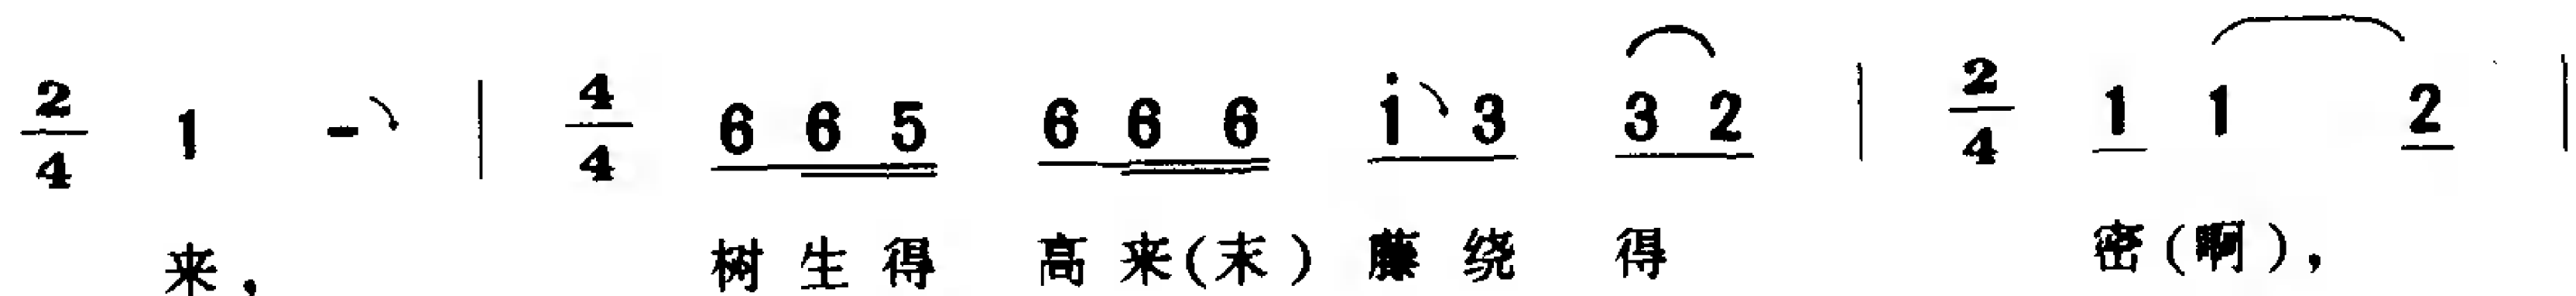 2/4 1 - | 4/4 6 6 5 6 6 6 i 3 3 2 | 2/4 1 1 2 |
来， 树生得 高来(末)藤绕 得 密(啊)，